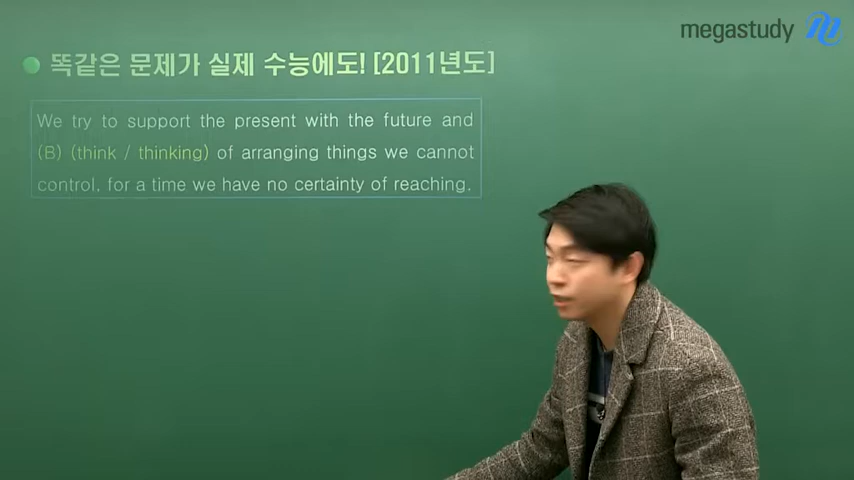 megastudy
똑같은 문제가 실제 수능에도! [2011년도]
We try to support the present with the future and
(B) (think / thinking) of arranging things we cannot
control, for a time we have no certainty of reaching.